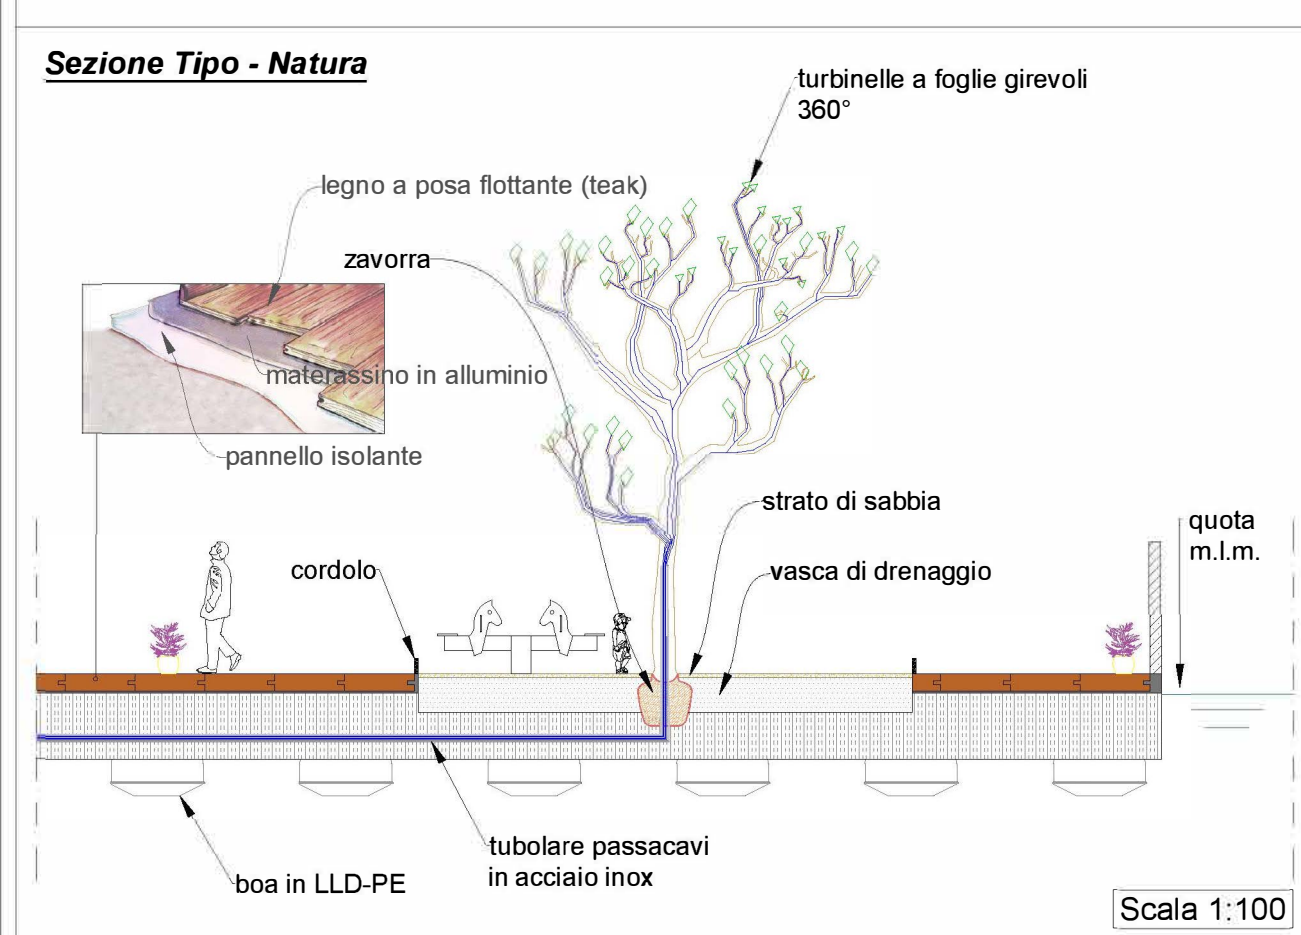 Sezione Tipo - Natura
turbinelle a foglie girevoli
360°
legno a posa flottante (teak)
zavorra
materassino in alluminio
pannello isolante
strato di sabbia
quota
m.l.m.
cordolo
vasca di drenaggio
tubolare passacavi
in acciaio inox
boa in LLD-PE
Scala 1:100